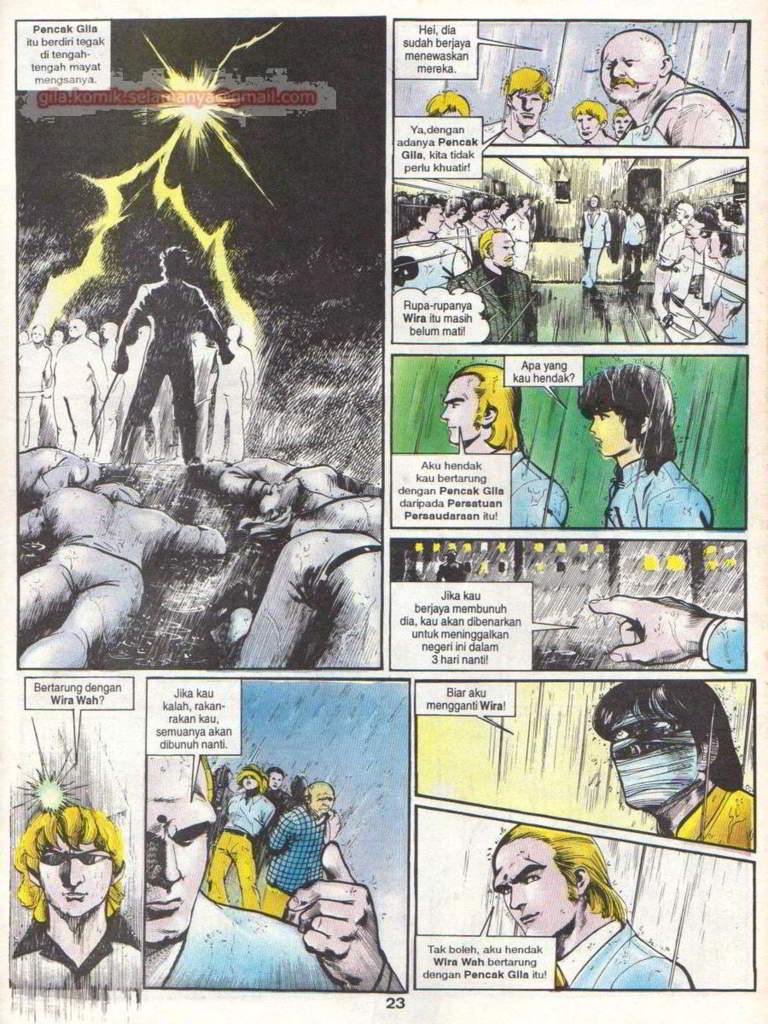 Pencak Gila
itu berdiri tegak
di tengah-
tengah mayat
mengsanya.
gila.komik.selamanya@gmail.com
Hei, dia
sudah berjaya
menewaskan
mereka.
Ya,dengan
adanya Pencak
Gila, kita tidak
perlu khuatir!
Rupa-rupanya
Wira itu masih
belum mati!
Apa yang
kau hendak?
Aku hendak
kau bertarung
dengan Pencak Gila
daripada Persatuan
Persaudaraan itu!
Jika kau
berjaya membunuh
dia, kau akan dibenarkan
untuk meninggalkan
negeri ini dalam
3 hari nanti!
Bertarung dengan
Wira Wah?
Jika kau
kalah, rakan-
rakan kau,
semuanya akan
dibunuh nanti.
Biar aku
mengganti Wira!
Tak boleh, aku hendak
Wira Wah bertarung
dengan Pencak Gila itu!
23